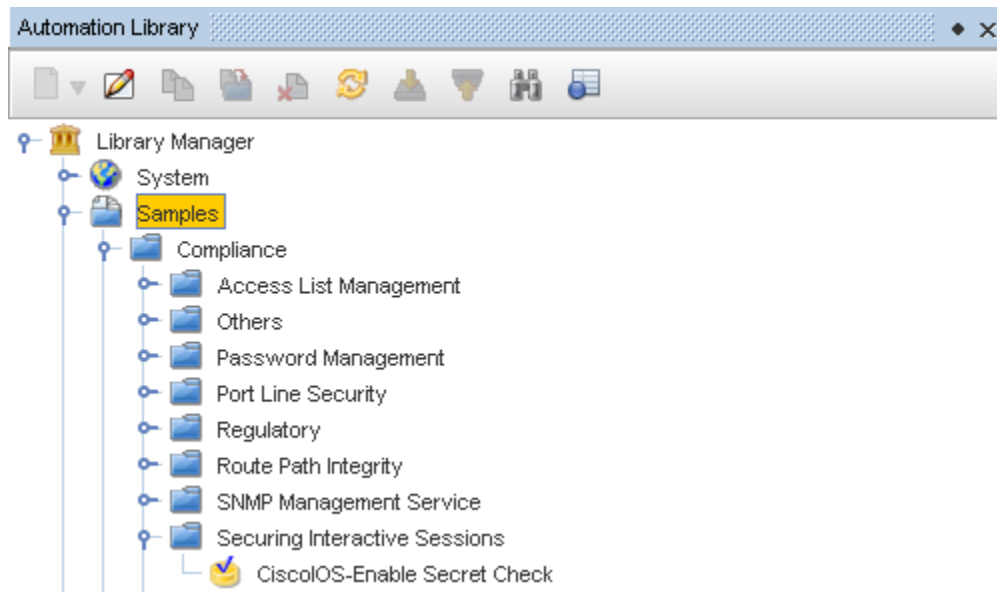 Automation Library
Library Manager
System
Samples
Compliance
Access List Management
Others
Password Management
Port Line Security
Regulatory
Route Path Integrity
SNMP Management Service
Securing Interactive Sessions
CiscoIOS-Enable Secret Check